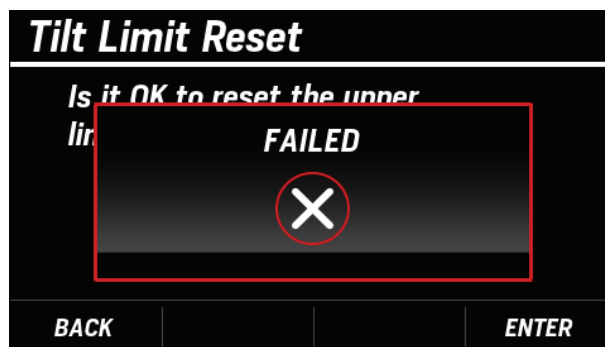 Tilt Limit Reset
Is it OK to reset the upper
FAILED
BACK
ENTER